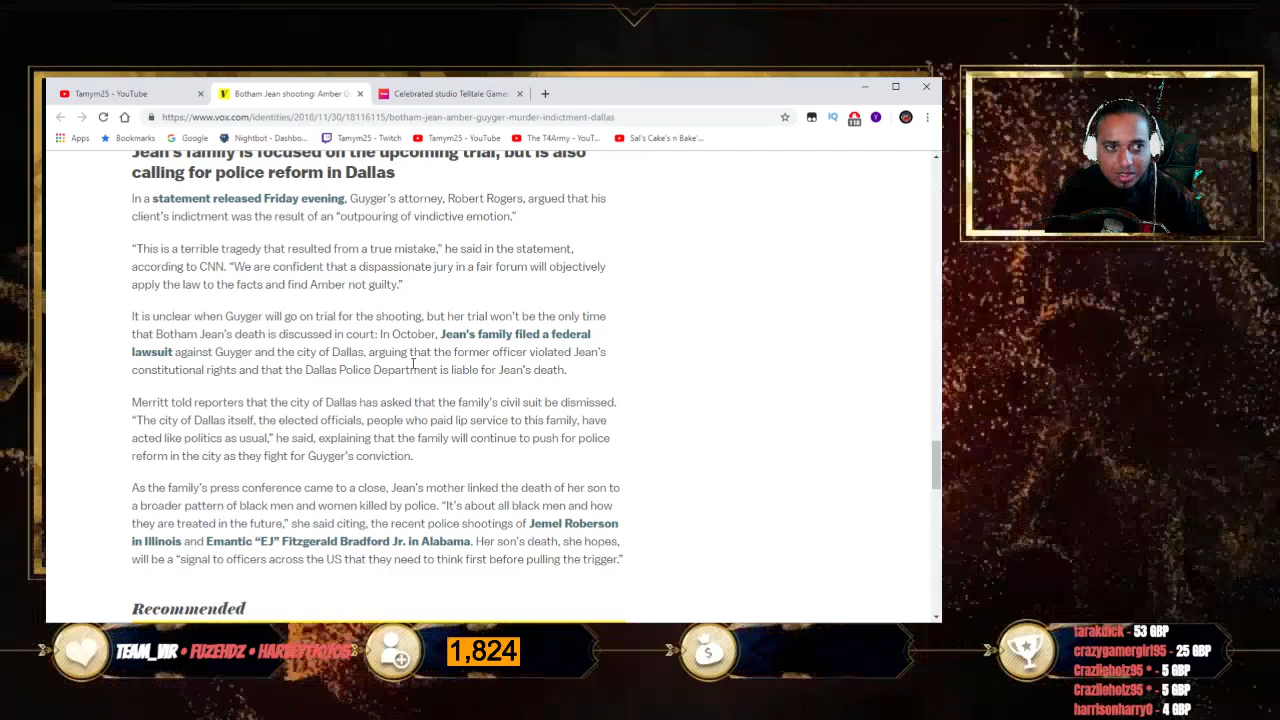 Tamym25 - YouTube
Botham Jean shooting: Amber G
Celebrated studio Telltale Game
https://www.vox.com/identities/2018/11/30/18116115/botham-jean-amber-guyger-murder-indictment-dallas
Apps
Bookmarks
Google
Nightbot - Dashbo...
Tamym25 - Twitch
Tamym25 - YouTube
The T4Army - YouT...
Sal's Cake's n Bake'...
Jean's family is focused on the upcoming trial, but is also
calling for police reform in Dallas
In a statement released Friday evening, Guyger's attorney, Robert Rogers, argued that his
client's indictment was the result of an “outpouring of vindictive emotion.”
“This is a terrible tragedy that resulted from a true mistake,” he said in the statement,
according to CNN. “We are confident that a dispassionate jury in a fair forum will objectively
apply the law to the facts and find Amber not guilty.”
It is unclear when Guyger will go on trial for the shooting, but her trial won't be the only time
that Botham Jean's death is discussed in court: In October, Jean's family filed a federal
lawsuit against Guyger and the city of Dallas, arguing that the former officer violated Jean's
constitutional rights and that the Dallas Police Department is liable for Jean's death.
Merritt told reporters that the city of Dallas has asked that the family's civil suit be dismissed.
“The city of Dallas itself, the elected officials, people who paid lip service to this family, have
acted like politics as usual,” he said, explaining that the family will continue to push for police
reform in the city as they fight for Guyger's conviction.
As the family's press conference came to a close, Jean's mother linked the death of her son to
a broader pattern of black men and women killed by police. “It's about all black men and how
they are treated in the future,” she said citing, the recent police shootings of Jemel Roberson
in Illinois and Emantic “EJ” Fitzgerald Bradford Jr. in Alabama. Her son's death, she hopes,
will be a “signal to officers across the US that they need to think first before pulling the trigger.”
Recommended
TEAM_VIR • FUZEHDZ •
1,824
tarakdick - 53 GBP
crazygamergirl95 - 25 GBP
Crazileholz95 * - 5 GBP
Crazileholz95 * - 5 GBP
harrisonharry0 - 4 GBP